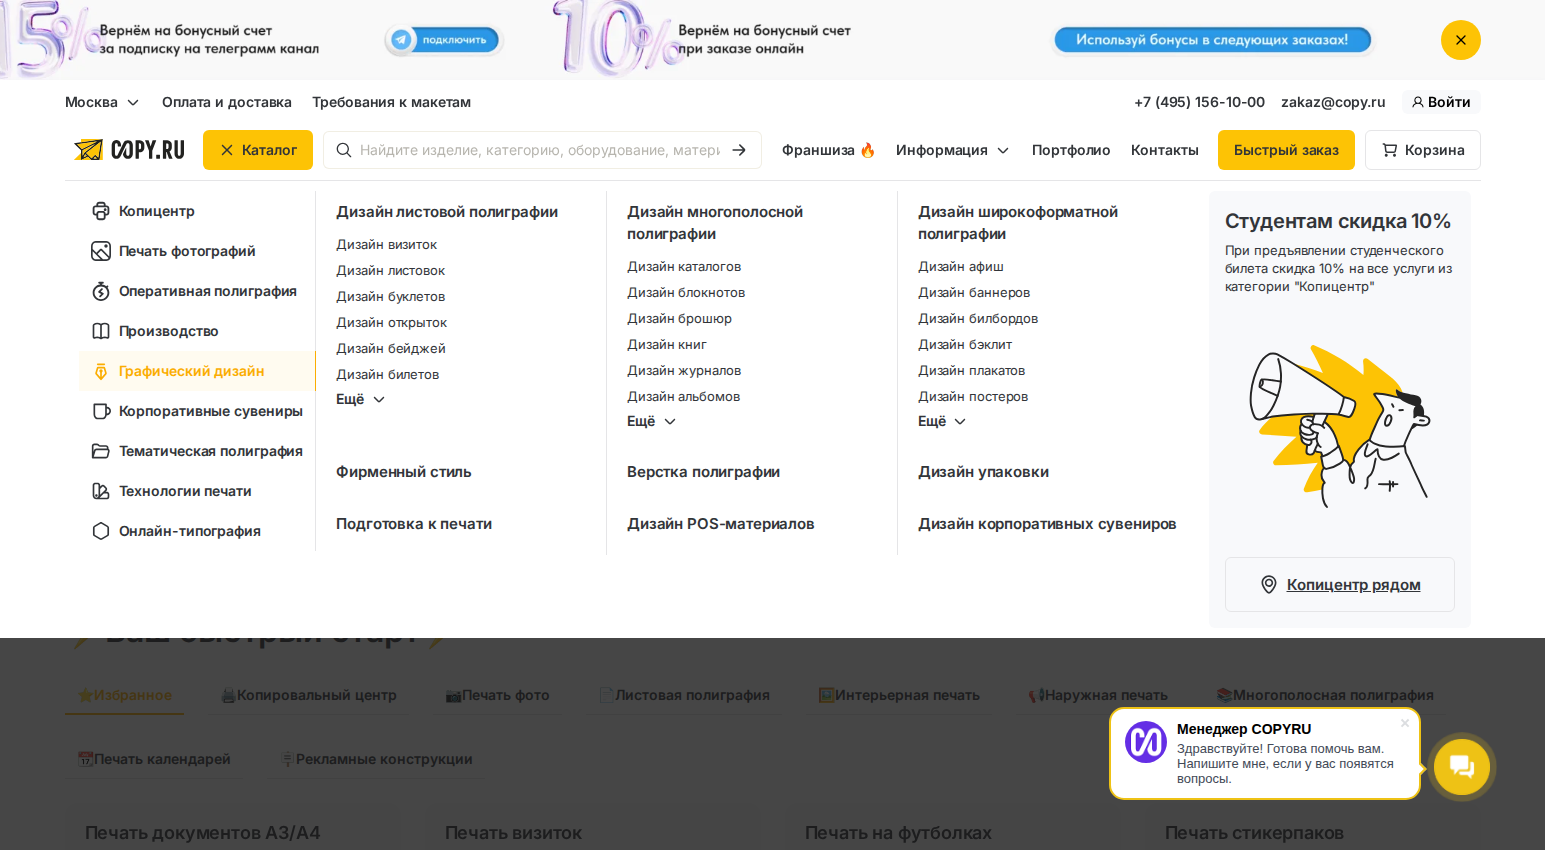 15% Вернём на бонусный счет
за подписку на телеграмм канал
подключить
10% Вернём на бонусный счет
при заказе онлайн
Используй бонусы в следующих заказах!
Москва
Оплата и доставка
Требования к макетам
+7 (495) 156-10-00
zakaz@copy.ru
Войти
COPY.RU
Каталог
Найдите изделие, категорию, оборудование, матери
Франшиза 🔥
Информация
Портфолио
Контакты
Быстрый заказ
Корзина
Копицентр
Печать фотографий
Оперативная полиграфия
Производство
Графический дизайн
Корпоративные сувениры
Тематическая полиграфия
Технологии печати
Онлайн-типография
Дизайн листовой полиграфии
Дизайн визиток
Дизайн листовок
Дизайн буклетов
Дизайн открыток
Дизайн бейджей
Дизайн билетов
Ещё
Фирменный стиль
Подготовка к печати
Дизайн многополосной
полиграфии
Дизайн каталогов
Дизайн блокнотов
Дизайн брошюр
Дизайн книг
Дизайн журналов
Дизайн альбомов
Ещё
Верстка полиграфии
Дизайн POS-материалов
Дизайн широкоформатной
полиграфии
Дизайн афиш
Дизайн баннеров
Дизайн билбордов
Дизайн бэклит
Дизайн плакатов
Дизайн постеров
Ещё
Дизайн упаковки
Дизайн корпоративных сувениров
Студентам скидка 10%
При предъявлении студенческого
билета скидка 10% на все услуги из
категории "Копицентр"
Копицентр рядом
⚡ Ваш быстрый старт ⚡
⭐Избранное
🖨️Копировальный центр
📷Печать фото
📄Листовая полиграфия
🖼️Интерьерная печать
📢Наружная печать
📚Многополосная полиграфия
📆Печать календарей
🪧Рекламные конструкции
Менеджер COPYRU
Здравствуйте! Готова помочь вам.
Напишите мне, если у вас появятся
вопросы.
Печать документов А3/А4
Печать визиток
Печать на футболках
Печать стикерпаков